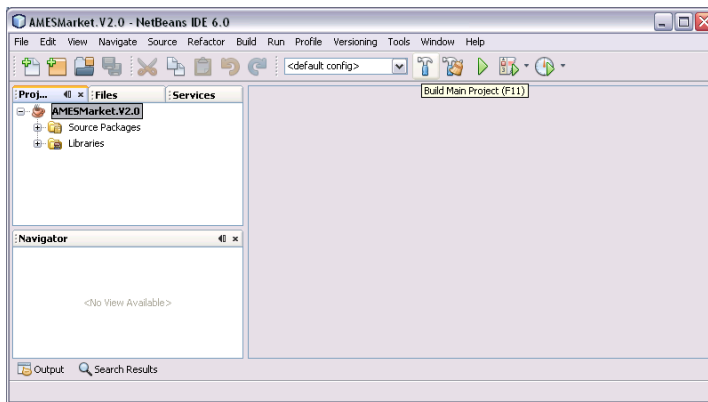 AMESMarket.V2.0 - NetBeans IDE 6.0
File Edit View Navigate Source Refactor Build Run Profile Versioning Tools Window Help
<default config>
Build Main Project (F11)
Proj... Files Services
AMESMarket.V2.0
Source Packages
Libraries
Navigator
<No View Available>
Output Search Results